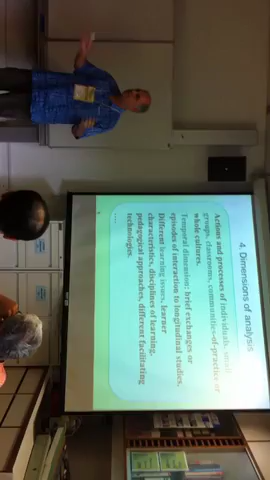 4. Dimensions of analysis
Actions and processes of individuals, small
groups, classrooms, communities-of-practice or
whole cultures.
Temporal dimension: brief exchanges or
episodes of interaction to longitudinal studies.
Different learning issues, learner
characteristics, disciplines of learning,
pedagogical approaches, different facilitating
technologies.